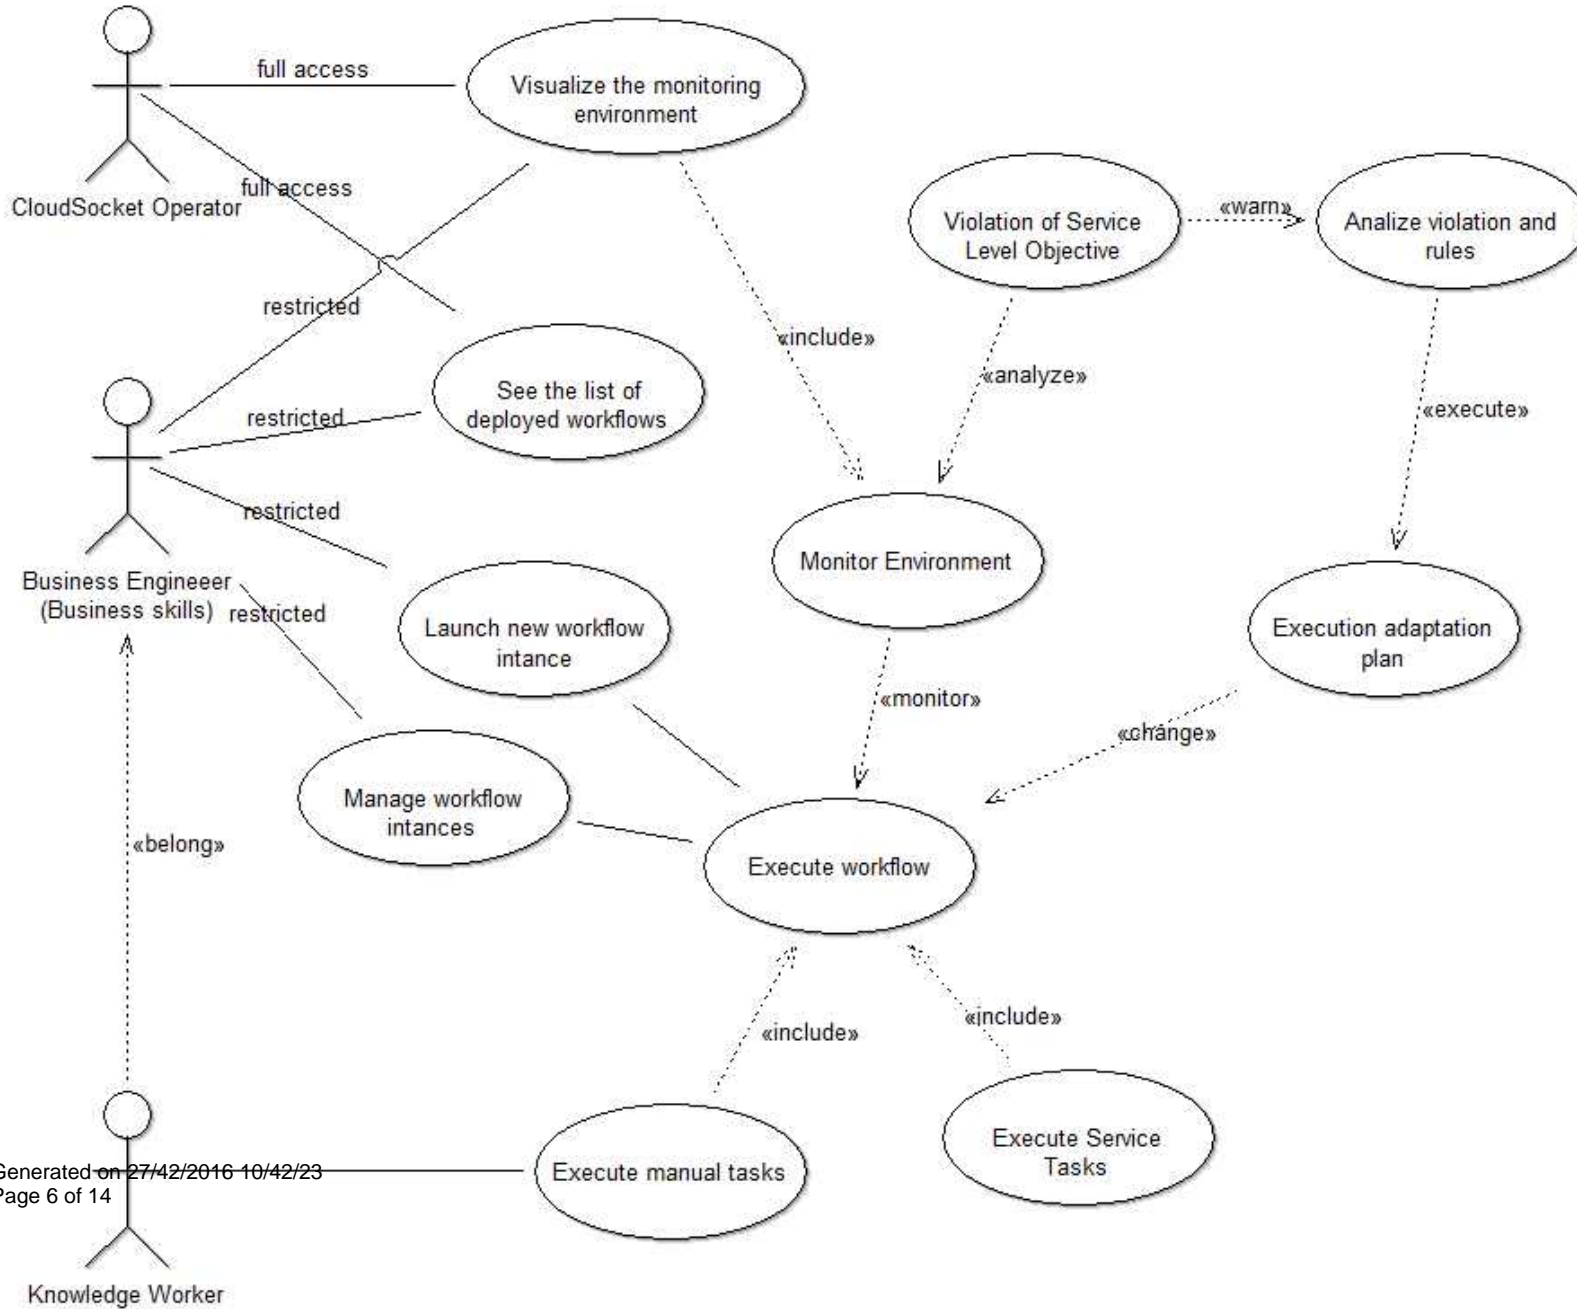 full access
Visualize the monitoring
environment
CloudSocket Operator
full access
Violation of Service
Level Objective
«warn»
Analize violation and
rules
restricted
«include»
«analyze»
See the list of
deployed workflows
restricted
«execute»
restricted
Monitor Environment
Business Engineeer
(Business skills)
restricted
Launch new workflow
intance
Execution adaptation
plan
«monitor»
«change»
Manage workflow
intances
«belong»
Execute workflow
«include»
«include»
Execute Service
Tasks
Execute manual tasks
Generated on 27/42/2016 10/42/23
Page 6 of 14
Knowledge Worker